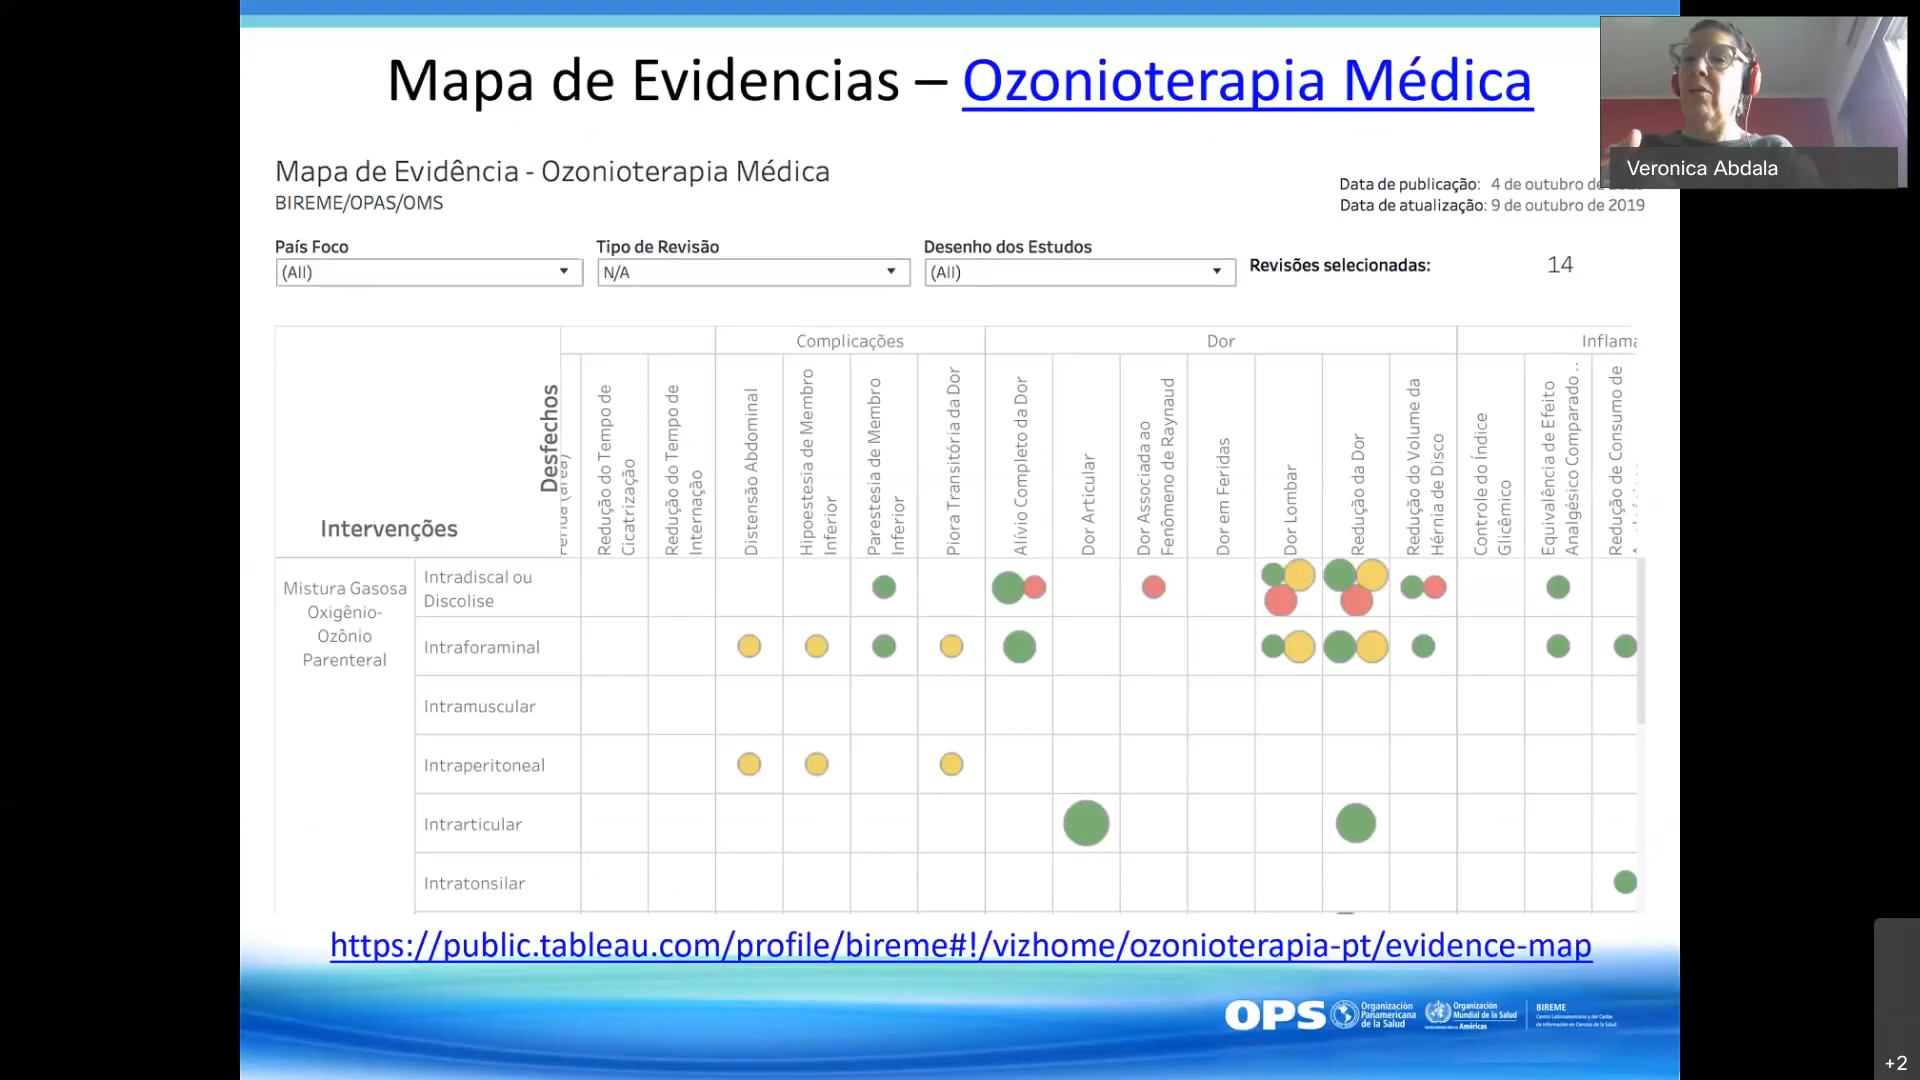 Mapa de Evidencias – Ozonioterapia Médica
Veronica Abdala
Mapa de Evidência - Ozonioterapia Médica
BIREME/OPAS/OMS
Data de publicação: 4 de outubro de
Data de atualização: 9 de outubro de 2019
País Foco
(All)
Tipo de Revisão
N/A
Desenho dos Estudos
(All)
Revisões selecionadas: 14
Complicações
Dor
Inflama
Desfechos
Intervenções
Redução do Tempo de
Cicatrização
Redução do Tempo de
Internação
Distensão Abdominal
Hipoestesia de Membro
Inferior
Parestesia de Membro
Inferior
Piora Transitória da Dor
Alívio Completo da Dor
Dor Articular
Dor Associada ao
Fenômeno de Raynaud
Dor em Feridas
Dor Lombar
Redução da Dor
Redução do Volume da
Hérnia de Disco
Controle do Índice
Glicêmico
Equivalência de Efeito
Analgésico Comparado ..
Redução de Consumo de
Mistura Gasosa
Oxigênio-
Ozônio
Parenteral
Intradiscal ou
Discolise
Intraforaminal
Intramuscular
Intraperitoneal
Intrarticular
Intratonsilar
https://public.tableau.com/profile/bireme#!/vizhome/ozonioterapia-pt/evidence-map
OPS
Organización
Panamericana
de la Salud
Organización
Mundial de la Salud
Américas
BIREME
Centro Latinoamericano y del Caribe
de Información en Ciencias de la Salud
+2